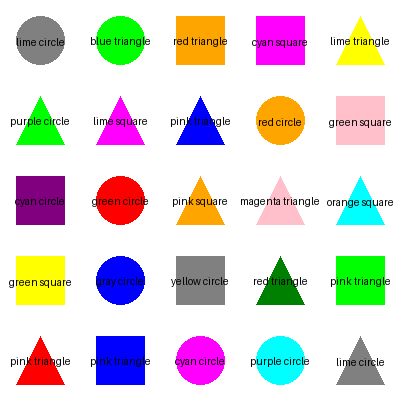 lime circle blue triangle red triangle cyan square lime triangle
purple circle lime square pink triangle red circle green square
cyan circle green circle pink square magenta triangle orange square
green square grey circle yellow circle red triangle pink triangle
pink triangle pink triangle cyan circle purple circle lime circle